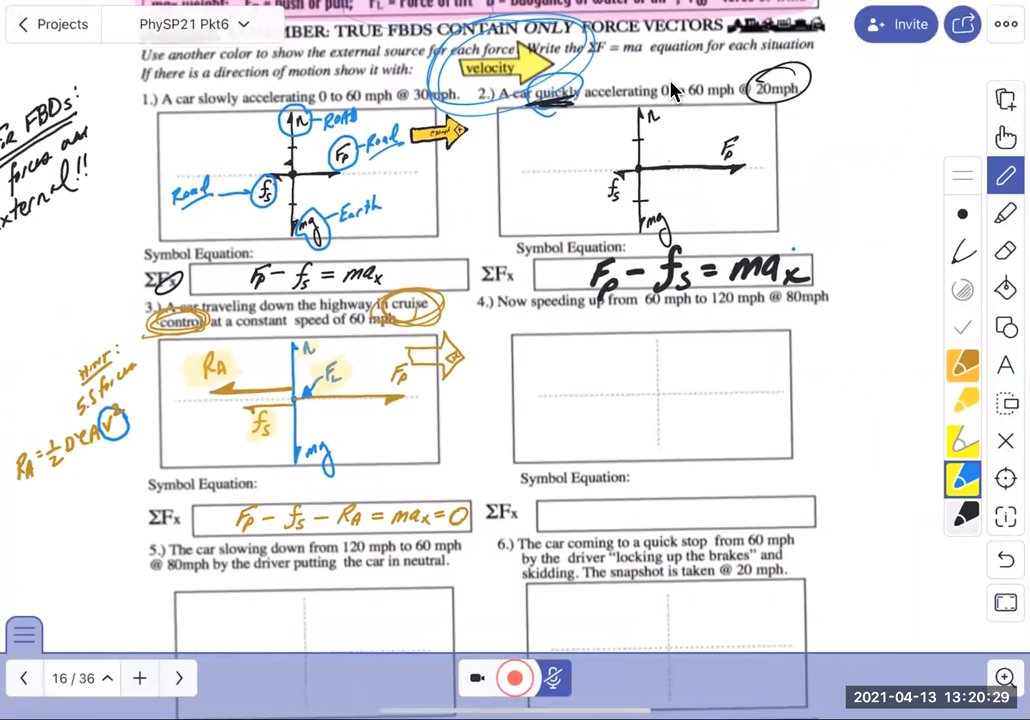 Projects
PhySP21 Pkt6
Invite
MBER: TRUE FBDS CONTAIN ONLY FORCE VECTORS
Use another color to show the external source for each force. Write the ΣF = ma equation for each situation
If there is a direction of motion show it with:
velocity
1.) A car slowly accelerating 0 to 60 mph @ 30mph.
2.) A car quickly accelerating 0 60 mph @ 20mph
FOR FBDs:
forces are
external!!
n
ROAD
Fp
Road
Road
fs
mg
Earth
n
Fp
fs
mg
Symbol Equation:
ΣFx
Fp - fs = max
Symbol Equation:
ΣFx
Fp - fs = max
3.) A car traveling down the highway in cruise
control at a constant speed of 60 mph
4.) Now speeding up from 60 mph to 120 mph @ 80mph
HINT:
5.5 forces
RA = 1/2 DρAv²
RA
n
FL
Fp
fs
mg
Symbol Equation:
ΣFx
Fp - fs - RA = max = 0
Symbol Equation:
ΣFx
5.) The car slowing down from 120 mph to 60 mph
@ 80mph by the driver putting the car in neutral.
6.) The car coming to a quick stop from 60 mph
by the driver “locking up the brakes” and
skidding. The snapshot is taken @ 20 mph.
16 / 36
2021-04-13 13:20:29